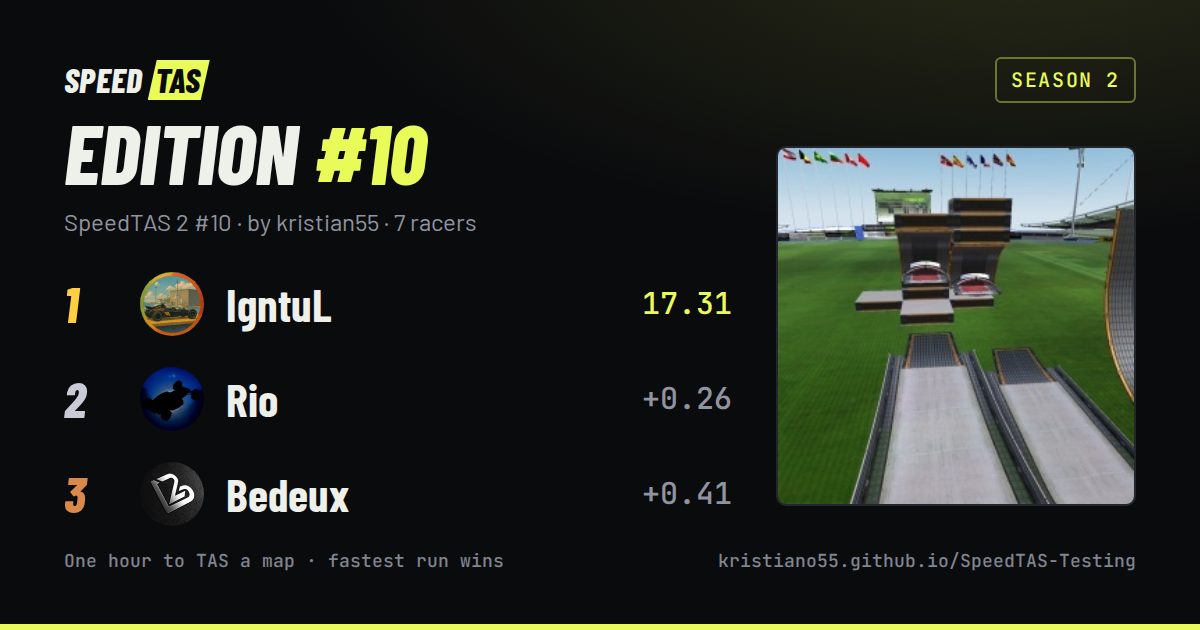 SPEED TAS
SEASON 2
EDITION #10
SpeedTAS 2 #10 · by kristian55 · 7 racers
1 IgntuL 17.31
2 Rio +0.26
3 Bedeux +0.41
One hour to TAS a map · fastest run wins
kristiano55.github.io/SpeedTAS-Testing